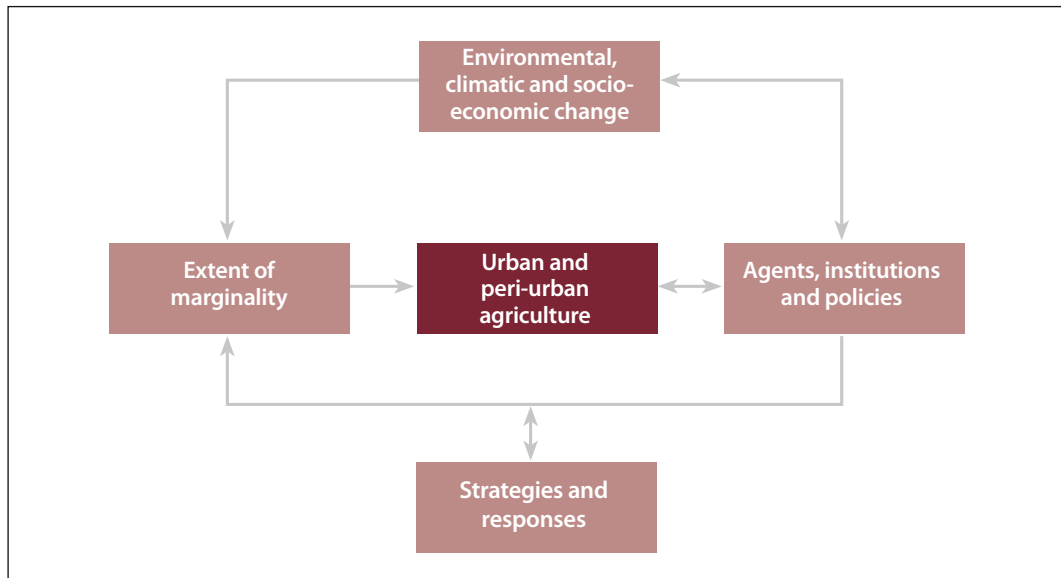 Environmental,
climatic and socio-
economic change
Extent of
marginality
Urban and
peri-urban
agriculture
Agents, institutions
and policies
Strategies and
responses